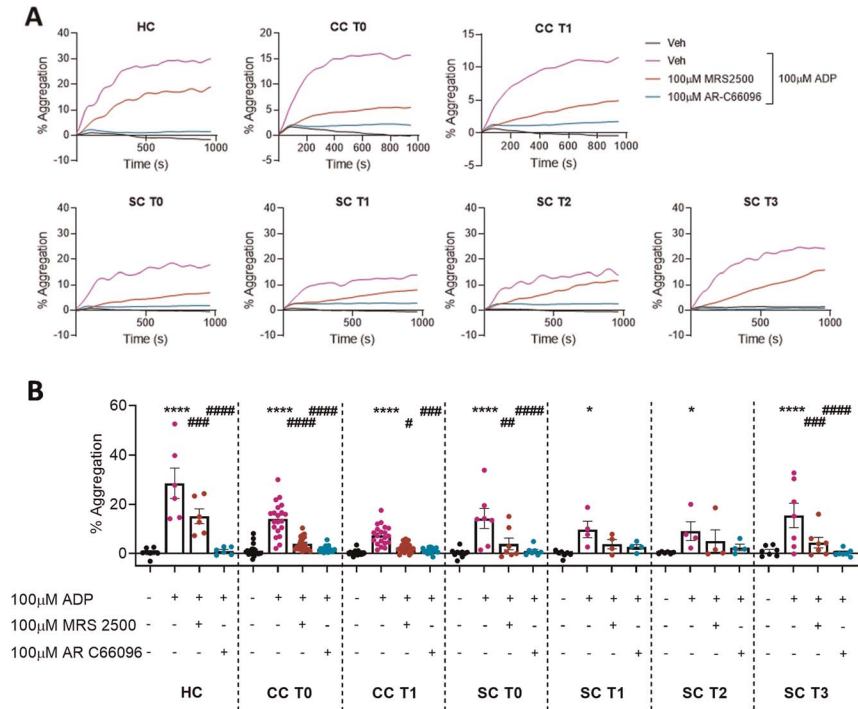 A
HC
CC T0
CC T1
% Aggregation
40
30
20
10
0
-10
500
1000
Time (s)
% Aggregation
20
15
10
5
0
-5
200 400 600 800 1000
Time (s)
% Aggregation
15
10
5
0
-5
200 400 600 800 1000
Time (s)
Veh
Veh
100μM MRS2500
100μM AR-C66096
100μM ADP
SC T0
SC T1
SC T2
SC T3
% Aggregation
40
30
20
10
0
-10
500
1000
Time (s)
% Aggregation
40
30
20
10
0
-10
500
1000
Time (s)
% Aggregation
40
30
20
10
0
-10
500
1000
Time (s)
% Aggregation
40
30
20
10
0
-10
500
1000
Time (s)
B
% Aggregation
60
40
20
0
**** ### ####
**** #### ####
**** # ###
**** ## ####
*
*
**** ### ####
100μM ADP - + + + - + + + - + + + - + + + - + + + - + + + - + + +
100μM MRS 2500 - - + - - - + - - - + - - - + - - - + - - - + - - - + -
100μM AR C66096 - - - + - - - + - - - + - - - + - - - + - - - + - - - +
HC CC T0 CC T1 SC T0 SC T1 SC T2 SC T3